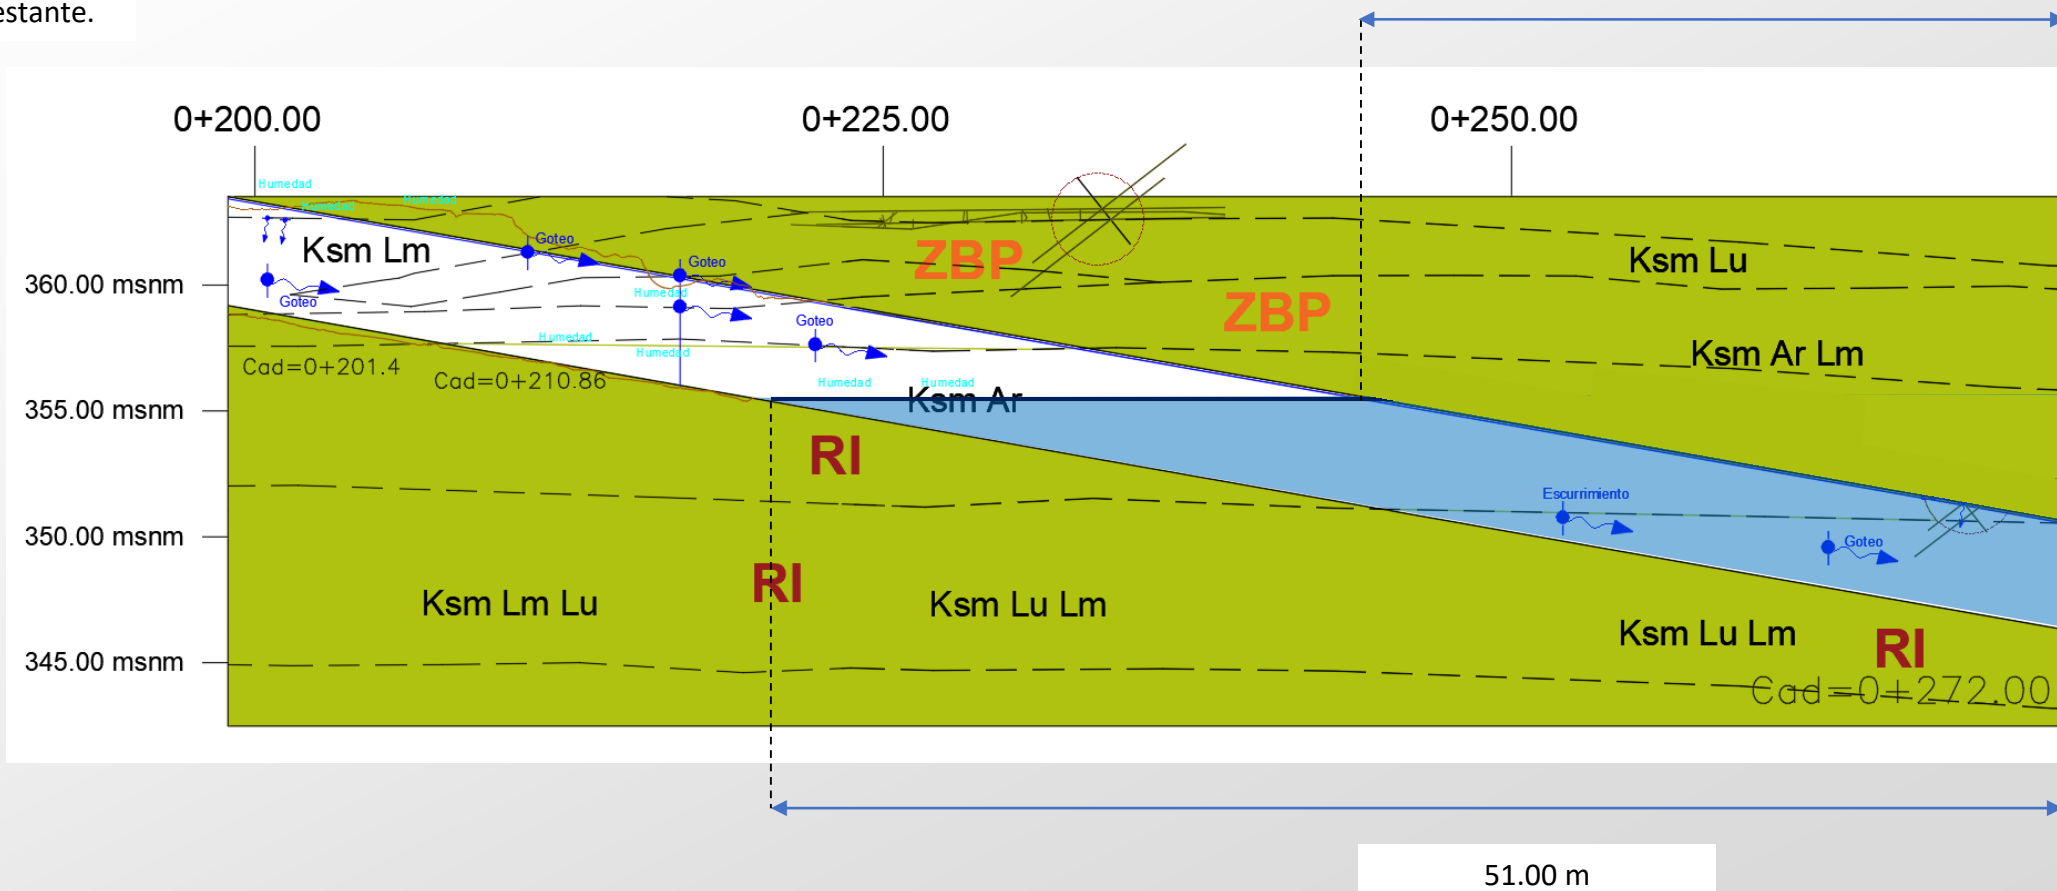 estante.
0+200.00
0+225.00
0+250.00
Humedad
Humedad
Humedad
Ksm Lm
Goteo
ZBP
Ksm Lu
Goteo
360.00 msnm
Goteo
Humedad
ZBP
Goteo
Humedad
Humedad
Ksm Ar Lm
Cad=0+201.4
Cad=0+210.86
Humedad
Humedad
355.00 msnm
Ksm Ar
RI
Escurrimiento
350.00 msnm
Goteo
RI
Ksm Lm Lu
Ksm Lu Lm
Ksm Lu Lm
345.00 msnm
RI
Cad=0+272.00
51.00 m